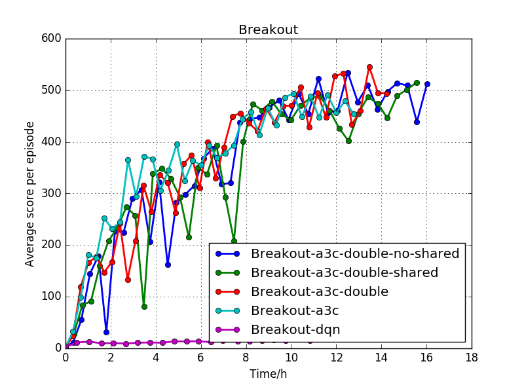 Breakout
600
500
400
300
200
100
0
Average score per episode
Breakout-a3c-double-no-shared
Breakout-a3c-double-shared
Breakout-a3c-double
Breakout-a3c
Breakout-dqn
0 2 4 6 8 10 12 14 16 18
Time/h